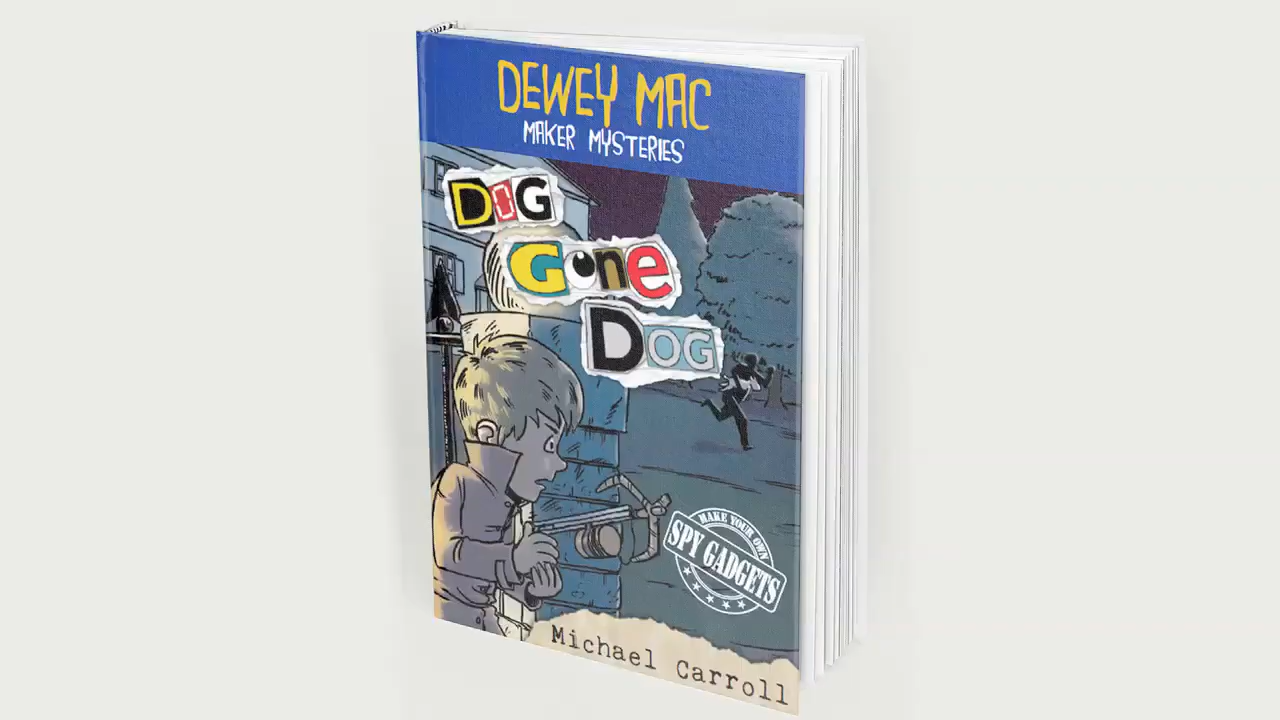 DEWEY MAC
MAKER MYSTERIES
DOG
GonE
DOG
MAKE YOUR OWN
SPY GADGETS
Michael Carroll